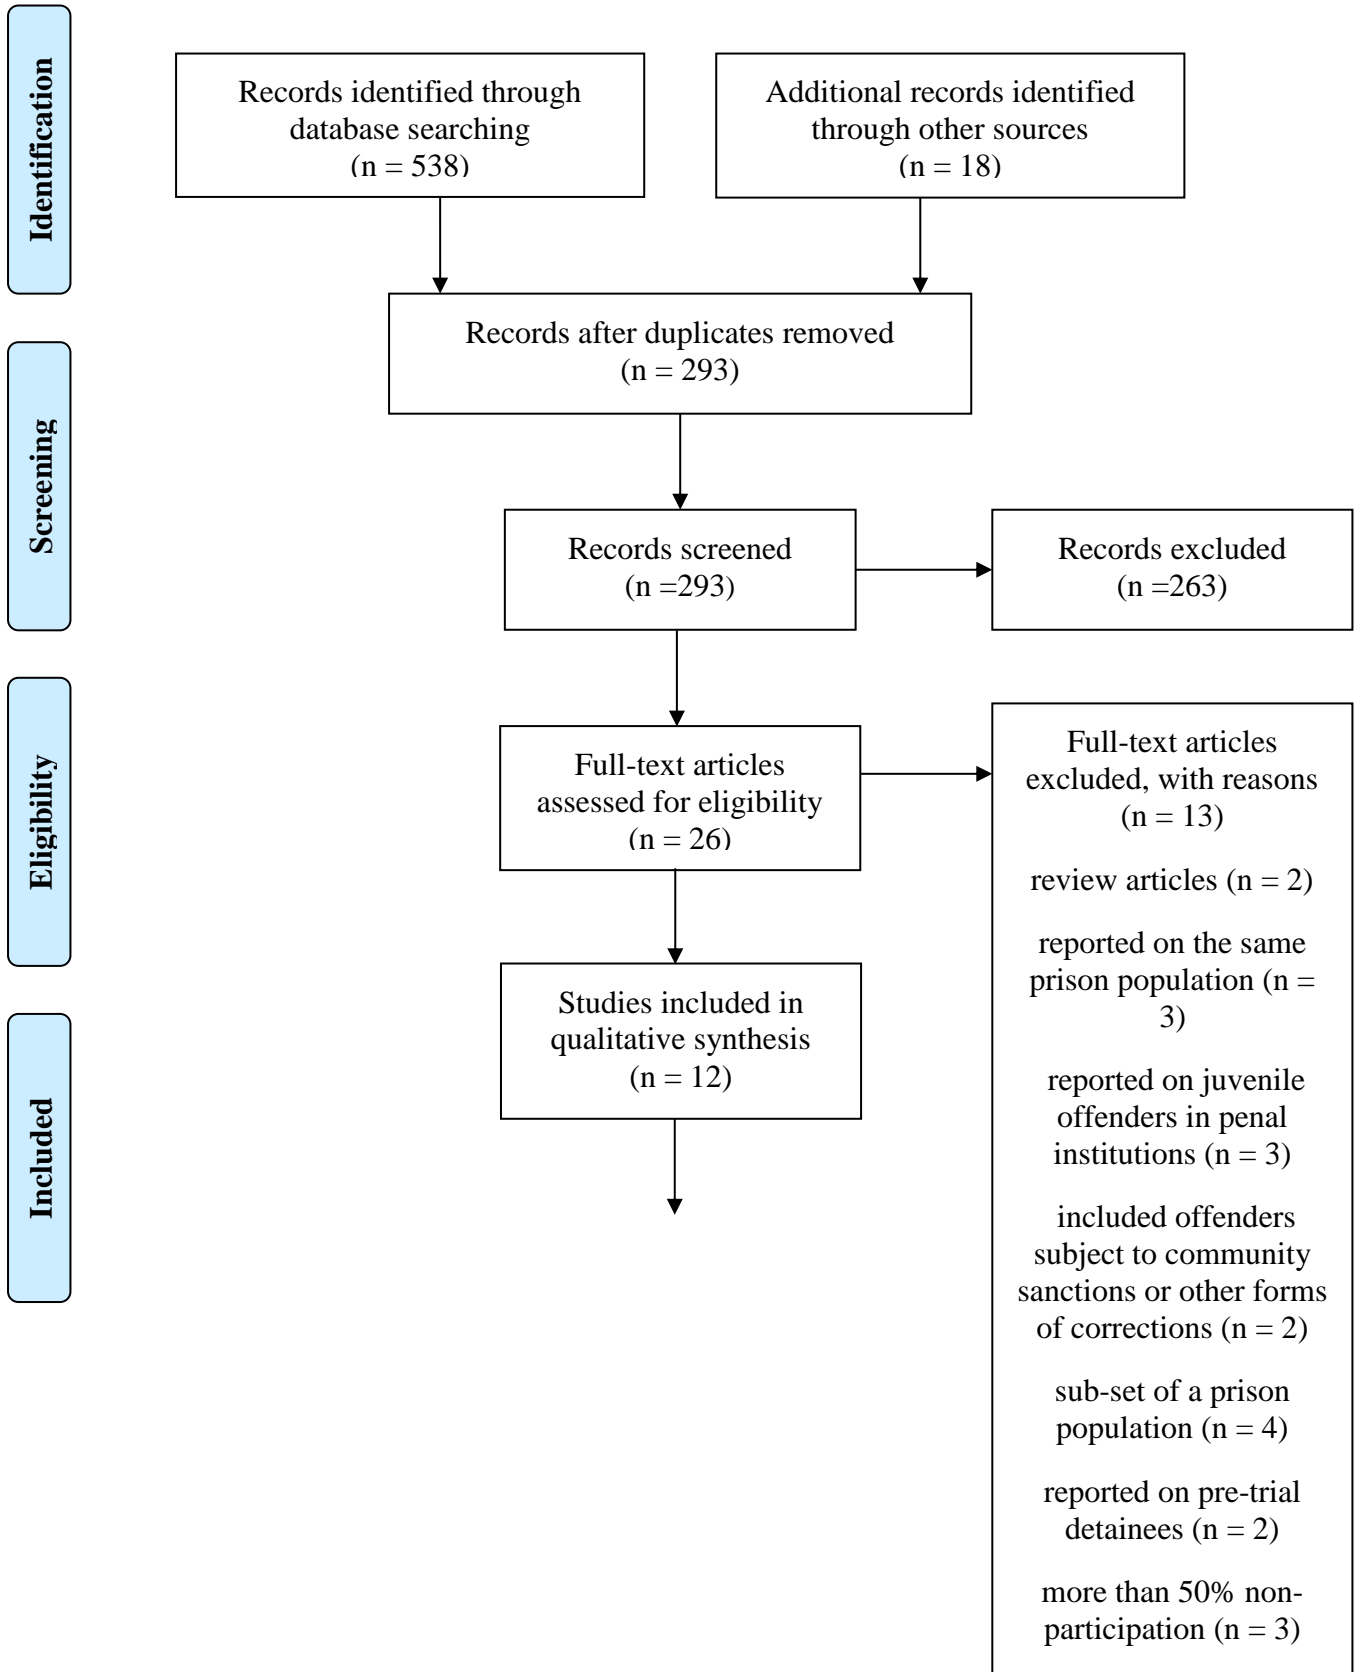 Identification
Records identified through
database searching
(n = 538)
Additional records identified
through other sources
(n = 18)
Records after duplicates removed
(n = 293)
Screening
Records screened
(n =293)
Records excluded
(n =263)
Eligibility
Full-text articles
assessed for eligibility
(n = 26)
Full-text articles
excluded, with reasons
(n = 13)
review articles (n = 2)
reported on the same
prison population (n =
3)
reported on juvenile
offenders in penal
institutions (n = 3)
included offenders
subject to community
sanctions or other forms
of corrections (n = 2)
sub-set of a prison
population (n = 4)
reported on pre-trial
detainees (n = 2)
more than 50% non-
participation (n = 3)
Included
Studies included in
qualitative synthesis
(n = 12)